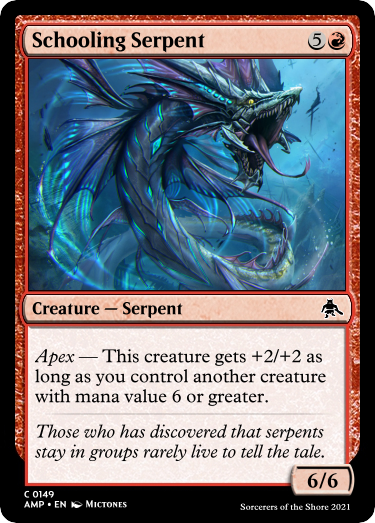 Schooling Serpent 5
Creature — Serpent
Apex — This creature gets +2/+2 as
long as you control another creature
with mana value 6 or greater.
Those who has discovered that serpents
stay in groups rarely live to tell the tale.
6/6
C 0149
AMP • EN Mictones
Sorcerers of the Shore 2021